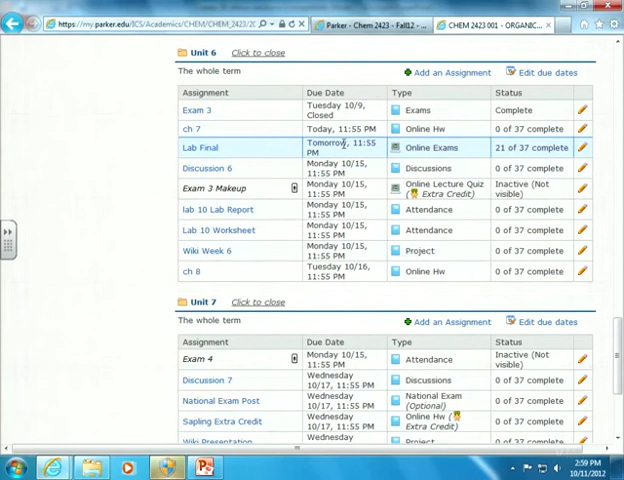 https://my.parker.edu/ICS/Academics/CHEM/CHEM_2423/20
Parker - Chem 2423 - Fall12 - ...
CHEM 2423 001 - ORGANIC...
Unit 6 Click to close
The whole term
Add an Assignment Edit due dates
Assignment Due Date Type Status
Exam 3 Tuesday 10/9, Closed Exams Complete
ch 7 Today, 11:55 PM Online Hw 0 of 37 complete
Lab Final Tomorrow, 11:55 PM Online Exams 21 of 37 complete
Discussion 6 Monday 10/15, 11:55 PM Discussions 0 of 37 complete
Exam 3 Makeup Monday 10/15, 11:55 PM Online Lecture Quiz (Extra Credit) Inactive (Not visible)
lab 10 Lab Report Monday 10/15, 11:55 PM Attendance 0 of 37 complete
Lab 10 Worksheet Monday 10/15, 11:55 PM Attendance 0 of 37 complete
Wiki Week 6 Monday 10/15, 11:55 PM Project 0 of 37 complete
ch 8 Tuesday 10/16, 11:55 PM Online Hw 0 of 37 complete
Unit 7 Click to close
The whole term
Add an Assignment Edit due dates
Assignment Due Date Type Status
Exam 4 Monday 10/15, 11:55 PM Attendance Inactive (Not visible)
Discussion 7 Wednesday 10/17, 11:55 PM Discussions 0 of 37 complete
National Exam Post Wednesday 10/17, 11:55 PM National Exam (Optional) 0 of 37 complete
Sapling Extra Credit Wednesday 10/17, 11:55 PM Online Hw (Extra Credit) 0 of 37 complete
Wiki Presentation Wednesday Project 0 of 37 complete
2:59 PM
10/11/2012